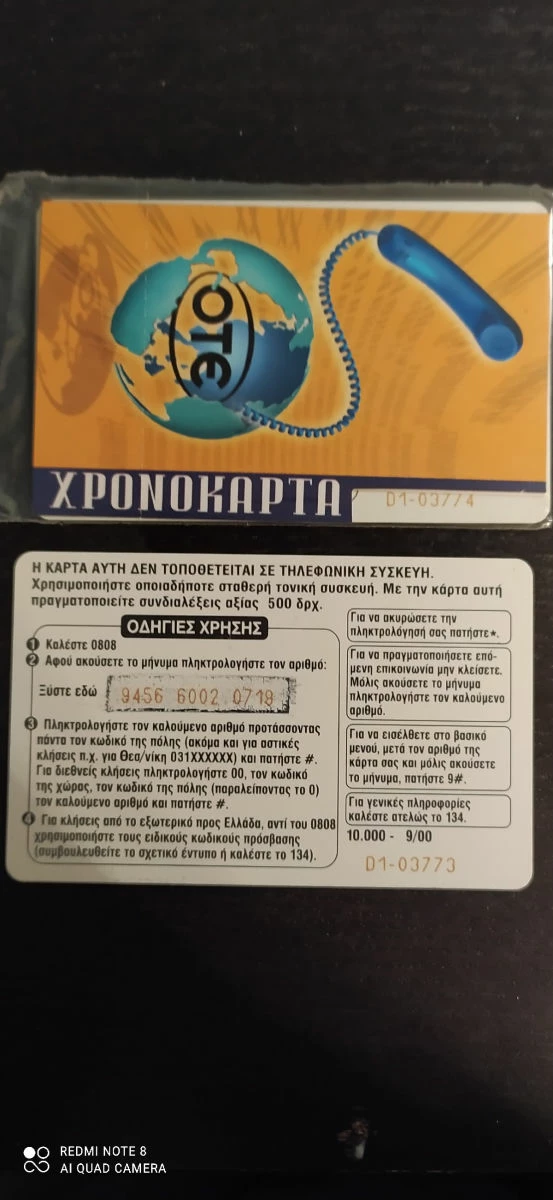 OTE
ΧΡΟΝΟΚΑΡΤΑ
D1-03774
Η ΚΑΡΤΑ ΑΥΤΗ ΔΕΝ ΤΟΠΟΘΕΤΕΙΤΑΙ ΣΕ ΤΗΛΕΦΩΝΙΚΗ ΣΥΣΚΕΥΗ.
Χρησιμοποιήστε οποιαδήποτε σταθερή τονική συσκευή. Με την κάρτα αυτή
πραγματοποιείτε συνδιαλέξεις αξίας 500 δρχ.
ΟΔΗΓΙΕΣ ΧΡΗΣΗΣ
1 Καλέστε 0808
2 Αφού ακούσετε το μήνυμα πληκτρολογήστε τον αριθμό:
Ξύστε εδώ 9456 6002 0719
3 Πληκτρολογήστε τον καλούμενο αριθμό προτάσσοντας
πάντα τον κωδικό της πόλης (ακόμα και για αστικές
κλήσεις π.χ. για Θεσ/νίκη 031XXXXXX) και πατήστε #.
Για διεθνείς κλήσεις πληκτρολογήστε 00, τον κωδικό
της χώρας, τον κωδικό της πόλης (παραλείποντας το 0)
τον καλούμενο αριθμό και πατήστε #.
4 Για κλήσεις από το εξωτερικό προς Ελλάδα, αντί του 0808
χρησιμοποιήστε τους ειδικούς κωδικούς πρόσβασης
(συμβουλευθείτε το σχετικό έντυπο ή καλέστε το 134).
Για να ακυρώσετε την
πληκτρολόγησή σας πατήστε*.
Για να πραγματοποιήσετε επό-
μενη επικοινωνία μην κλείσετε.
Μόλις ακούσετε το μήνυμα
πληκτρολογήστε τον καλούμενο
αριθμό.
Για να εισέλθετε στο βασικό
μενού, μετά τον αριθμό της
κάρτα σας και μόλις ακούσετε
το μήνυμα, πατήστε 9#.
Για γενικές πληροφορίες
καλέστε ατελώς το 134.
10.000 - 9/00
D1-03773
REDMI NOTE 8
AI QUAD CAMERA